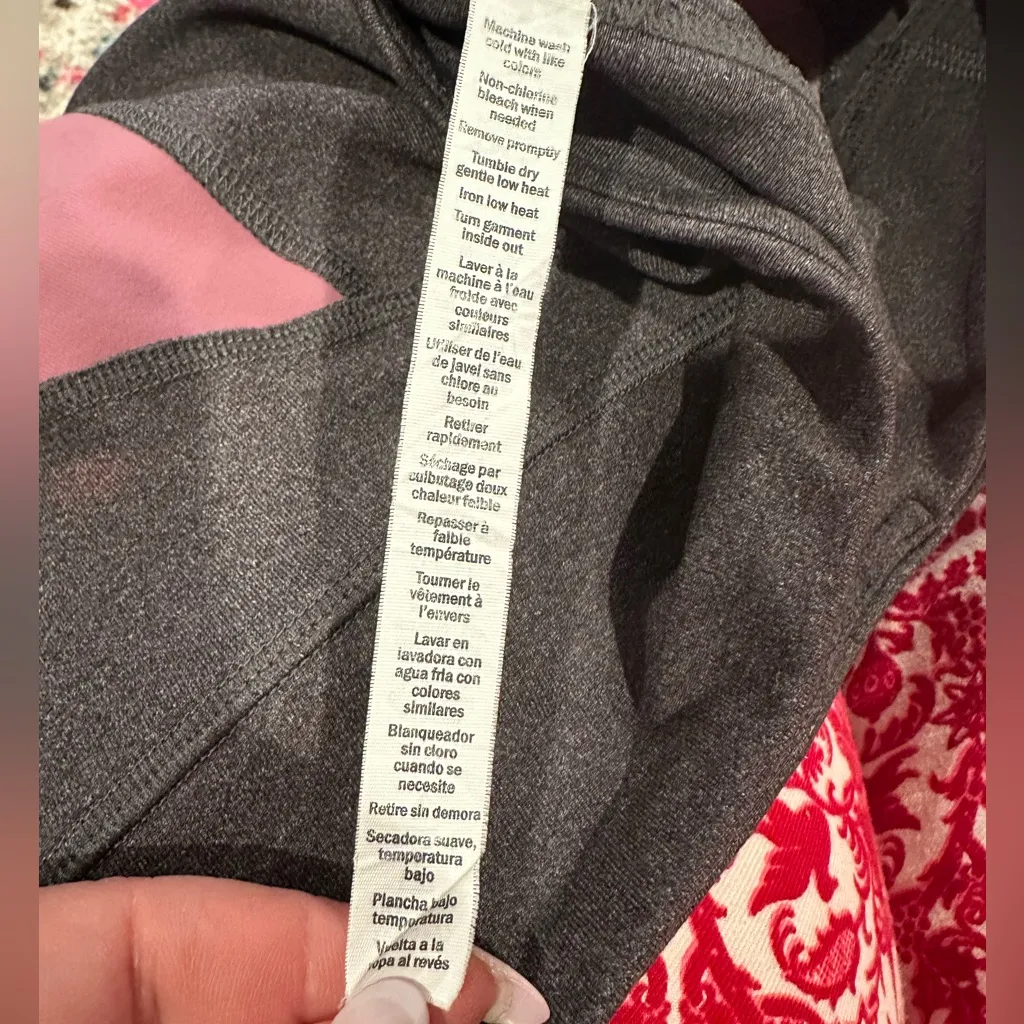 Machine wash
cold with like
colors
Non-chlorine
bleach when
needed
Remove promptly
Tumble dry
gentle low heat
Iron low heat
Turn garment
inside out
Laver à la
machine à l'eau
froide avec
couleurs
similaires
Utiliser de l'eau
de javel sans
chlore au
besoin
Retirer
rapidement
Séchage par
culbutage doux
chaleur feible
Repasser à
faible
température
Tourner le
vêtement à
l'envers
Lavar en
lavadora con
agua fria con
colores
similares
Blanqueador
sin cloro
cuando se
necesite
Retire sin demora
Secadora suave,
temporatura
bajo
Plancha bajo
temporatura
Vuelta a la
ropa al revés